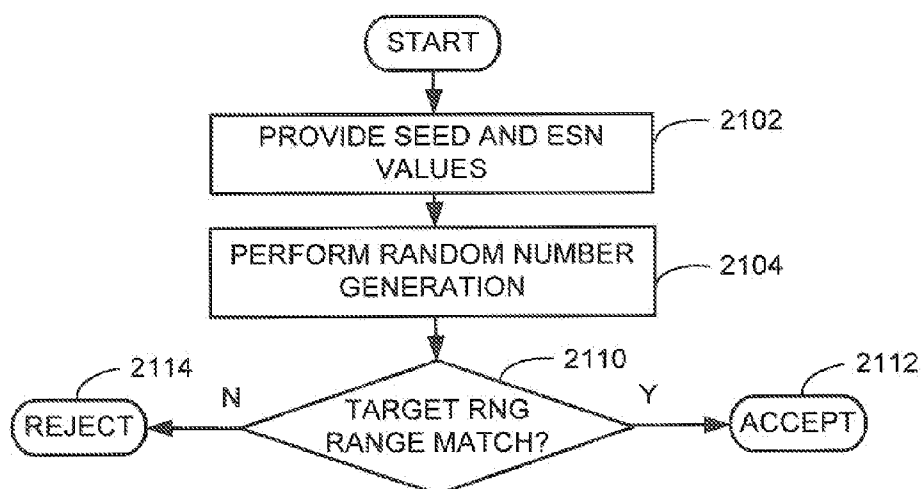 START
PROVIDE SEED AND ESN
VALUES
2102
PERFORM RANDOM NUMBER
GENERATION
2104
2110
2114
2112
N
Y
REJECT
TARGET RNG
RANGE MATCH?
ACCEPT